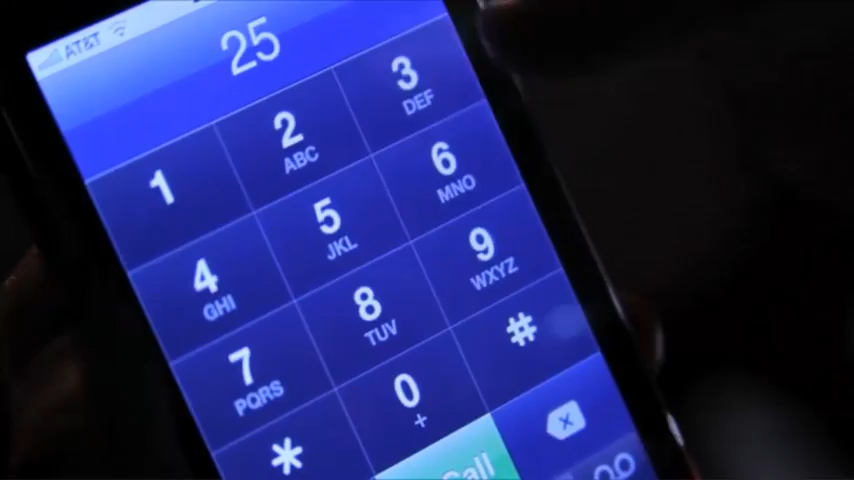 AT&T
25
1
2
ABC
3
DEF
4
GHI
5
JKL
6
MNO
7
PQRS
8
TUV
9
WXYZ
*
0
+
#
Call